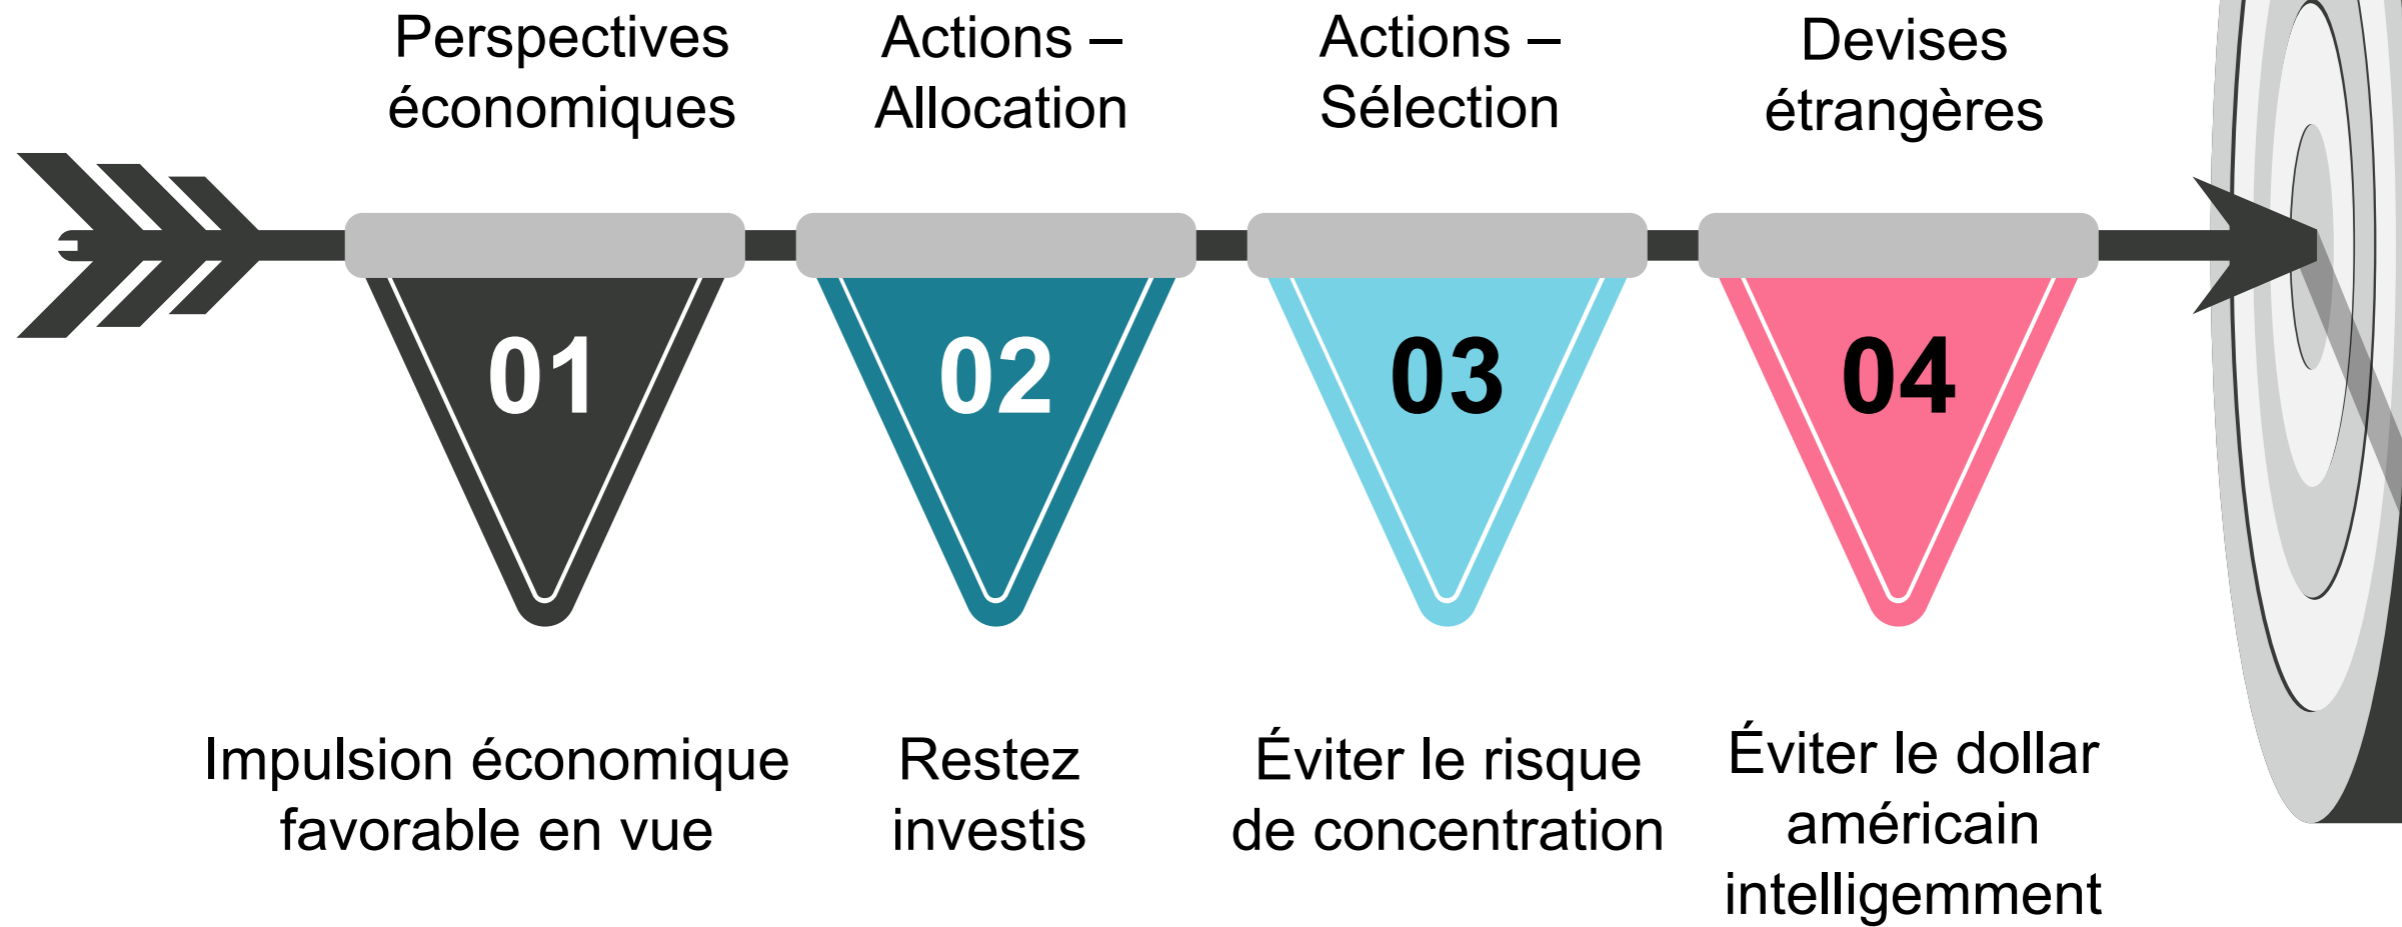 Perspectives
économiques
Actions –
Allocation
Actions –
Sélection
Devises
étrangères
01
02
03
04
Impulsion économique
favorable en vue
Restez
investis
Éviter le risque
de concentration
Éviter le dollar
américain
intelligemment